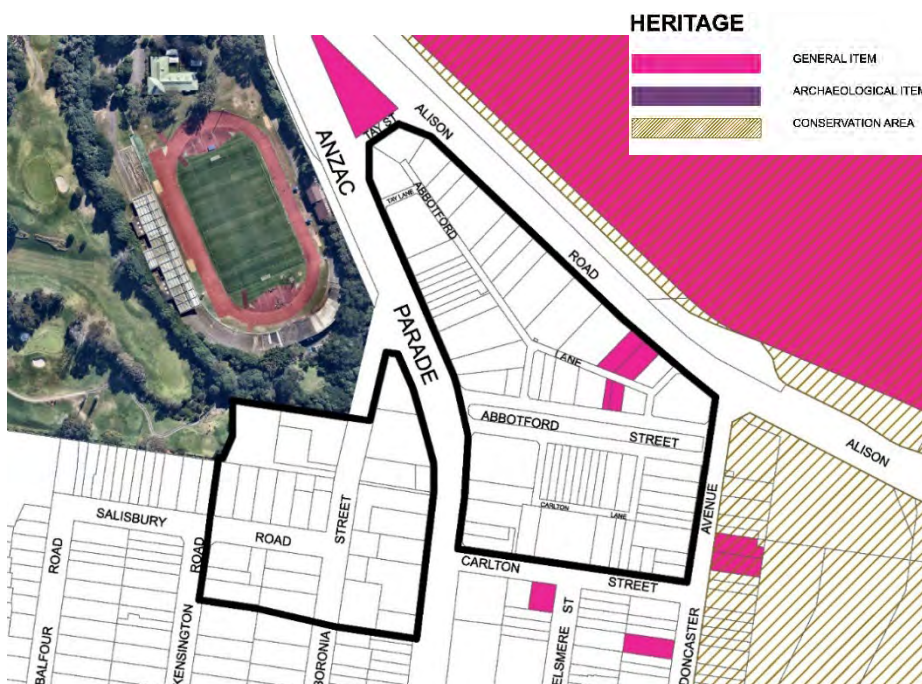 HERITAGE
GENERAL ITEM
ARCHAEOLOGICAL ITEM
CONSERVATION AREA
TAY ST
ALISON
ANZAC
TAY LANE
ABBOTFORD
ROAD
PARADE
LANE
ABBOTFORD
STREET
ALISON
AVENUE
SALISBURY
ROAD
STREET
CARLTON
LANE
ROAD
ROAD
CARLTON
STREET
BALFOUR
KENSINGTON
BORONIA
ELSMERE ST
DONCASTER